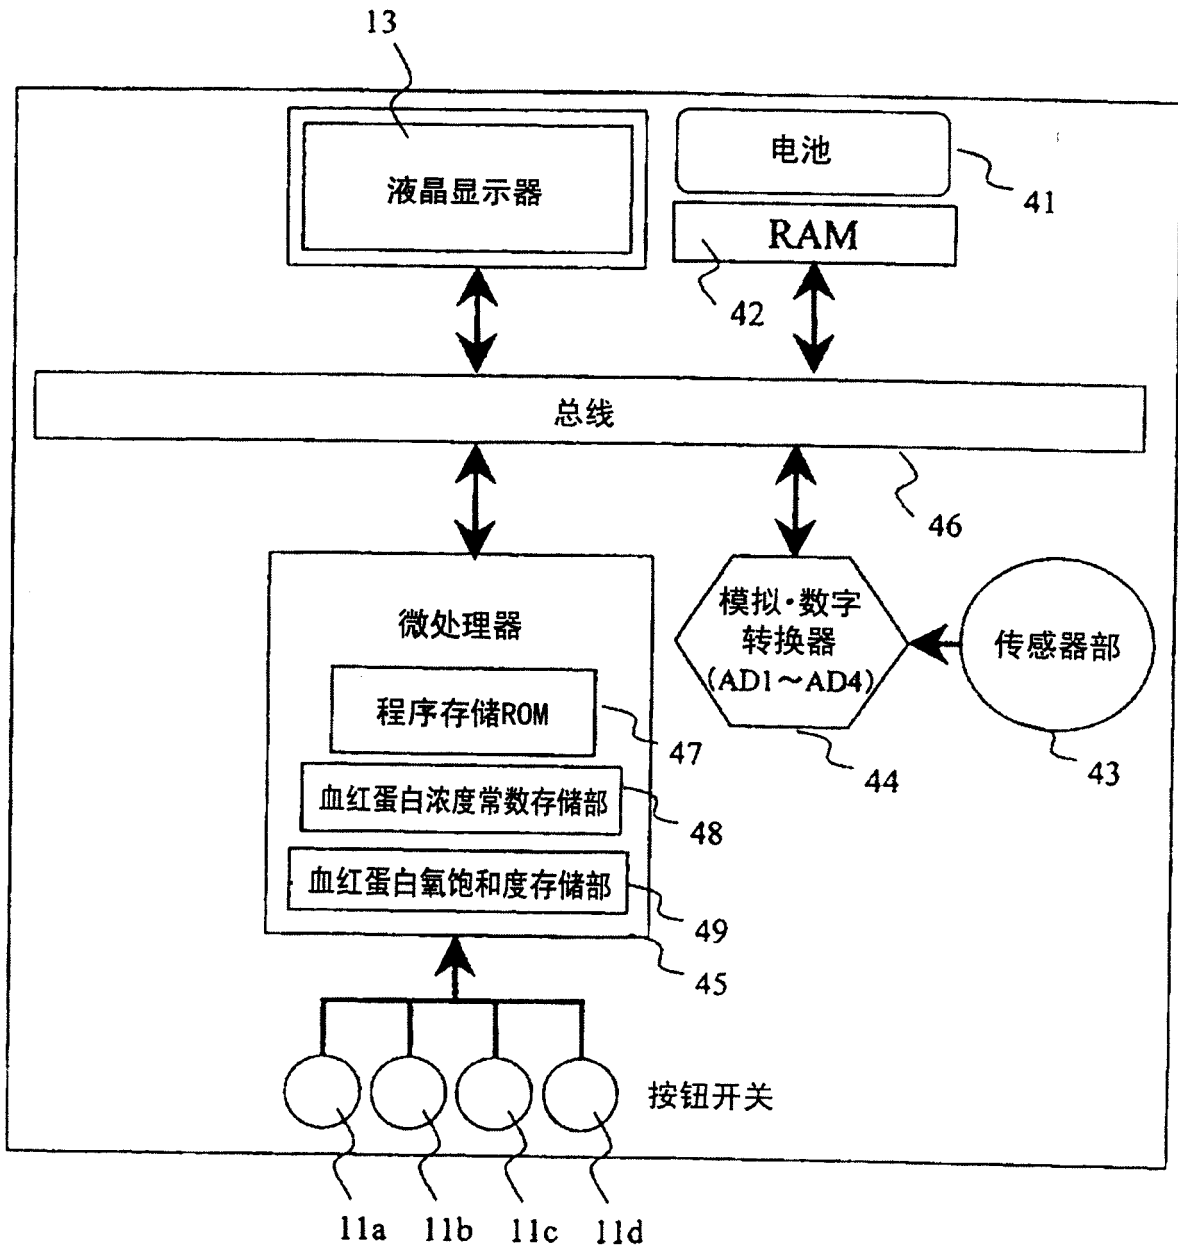 13
电池
液晶显示器
41
RAM
42
总线
46
微处理器
模拟·数字
转换器
(AD1～AD4)
传感器部
程序存储ROM
47
44
43
血红蛋白浓度常数存储部
48
血红蛋白氧饱和度存储部
49
45
按钮开关
11a
11b
11c
11d